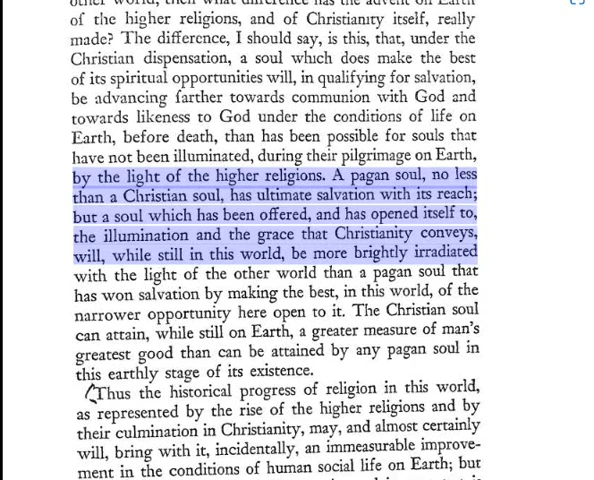 other world, then what difference has the advent on Earth
of the higher religions, and of Christianity itself, really
made? The difference, I should say, is this, that, under the
Christian dispensation, a soul which does make the best
of its spiritual opportunities will, in qualifying for salvation,
be advancing farther towards communion with God and
towards likeness to God under the conditions of life on
Earth, before death, than has been possible for souls that
have not been illuminated, during their pilgrimage on Earth,
by the light of the higher religions. A pagan soul, no less
than a Christian soul, has ultimate salvation with its reach;
but a soul which has been offered, and has opened itself to,
the illumination and the grace that Christianity conveys,
will, while still in this world, be more brightly irradiated
with the light of the other world than a pagan soul that
has won salvation by making the best, in this world, of the
narrower opportunity here open to it. The Christian soul
can attain, while still on Earth, a greater measure of man's
greatest good than can be attained by any pagan soul in
this earthly stage of its existence.
Thus the historical progress of religion in this world,
as represented by the rise of the higher religions and by
their culmination in Christianity, may, and almost certainly
will, bring with it, incidentally, an immeasurable improve-
ment in the conditions of human social life on Earth; but